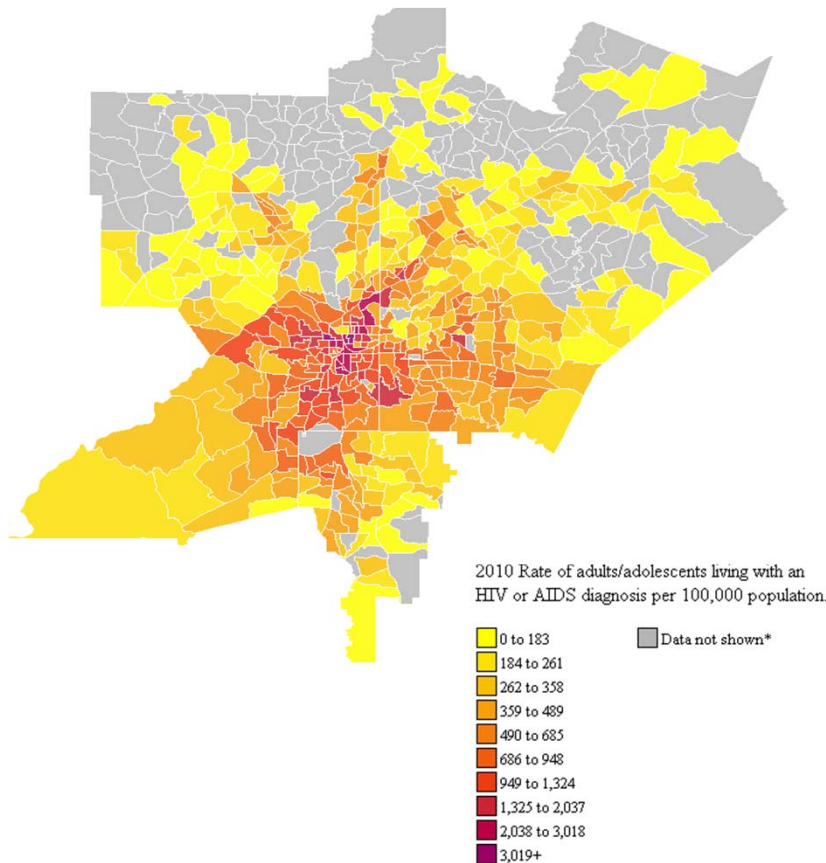 2010 Rate of adults/adolescents living with an
HIV or AIDS diagnosis per 100,000 population.
0 to 183
Data not shown*
184 to 261
262 to 358
359 to 489
490 to 685
686 to 948
949 to 1,324
1,325 to 2,037
2,038 to 3,018
3,019+